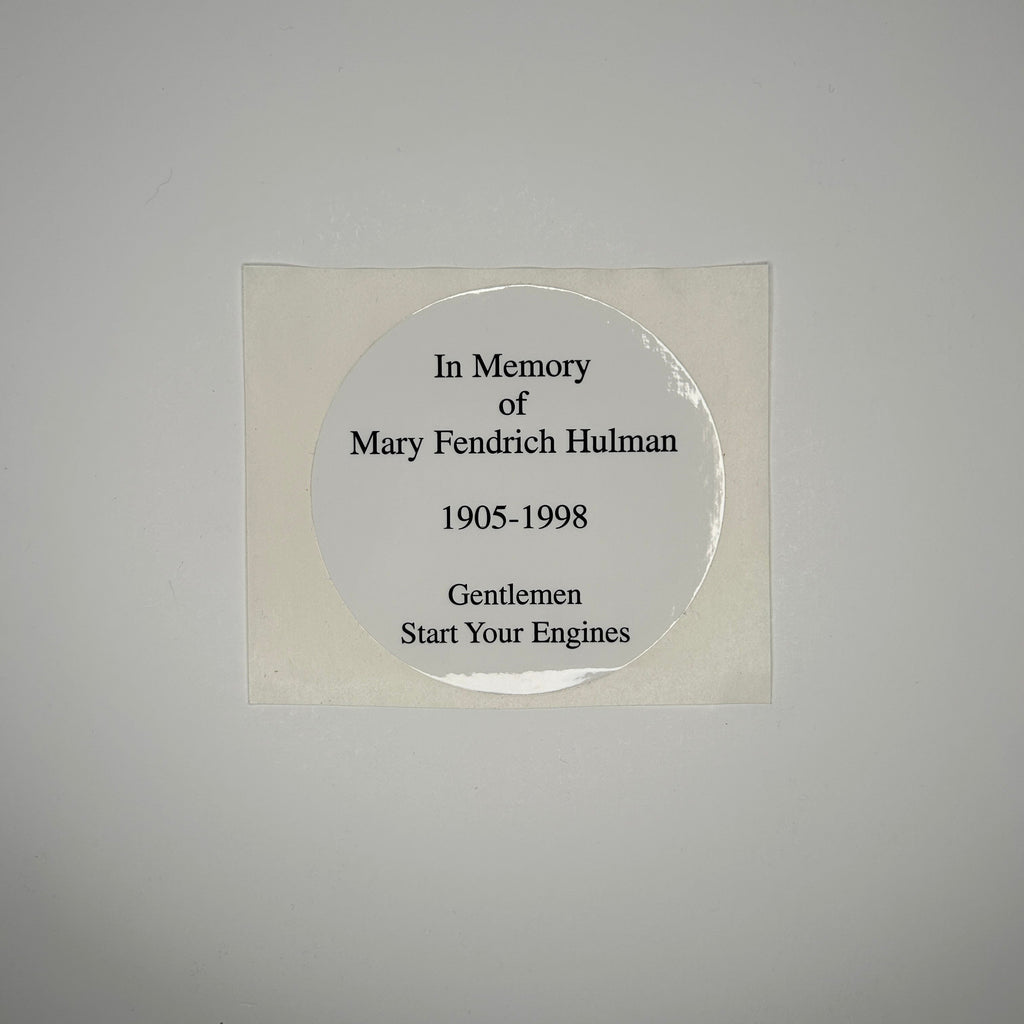 In Memory
of
Mary Fendrich Hulman
1905-1998
Gentlemen
Start Your Engines